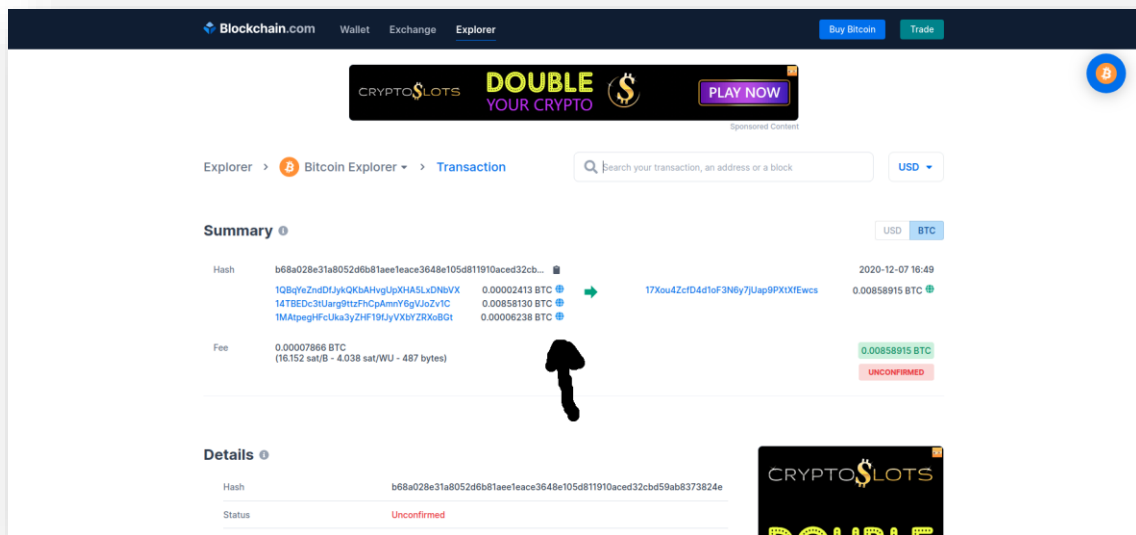 Blockchain.com Wallet Exchange Explorer Buy Bitcoin Trade
CRYPTO$LOTS DOUBLE YOUR CRYPTO $ PLAY NOW
Sponsored Content
Explorer > Bitcoin Explorer > Transaction Search your transaction, an address or a block USD
Summary USD BTC
Hash b68a028e31a8052d6b81aee1eace3648e105d811910aced32cb... 2020-12-07 16:49
1QBqYeZndDfJykQKbAHvgUpXHA5LxDNbVX 0.00002413 BTC 17Xou4ZcfD4d1oF3N6y7jUap9PXtXfEwcs 0.00858915 BTC
14TBEDc3tUarg9ttzFhCpAmnY6gVJoZv1C 0.00858130 BTC
1MAtpegHFcUka3yZHF19fJyVXbYZRXoBGt 0.00006238 BTC
Fee 0.00007866 BTC 0.00858915 BTC
(16.152 sat/B - 4.038 sat/WU - 487 bytes)
UNCONFIRMED
Details
Hash b68a028e31a8052d6b81aee1eace3648e105d811910aced32cbd59ab8373824e
Status Unconfirmed
CRYPTO$LOTS
DOUBLE